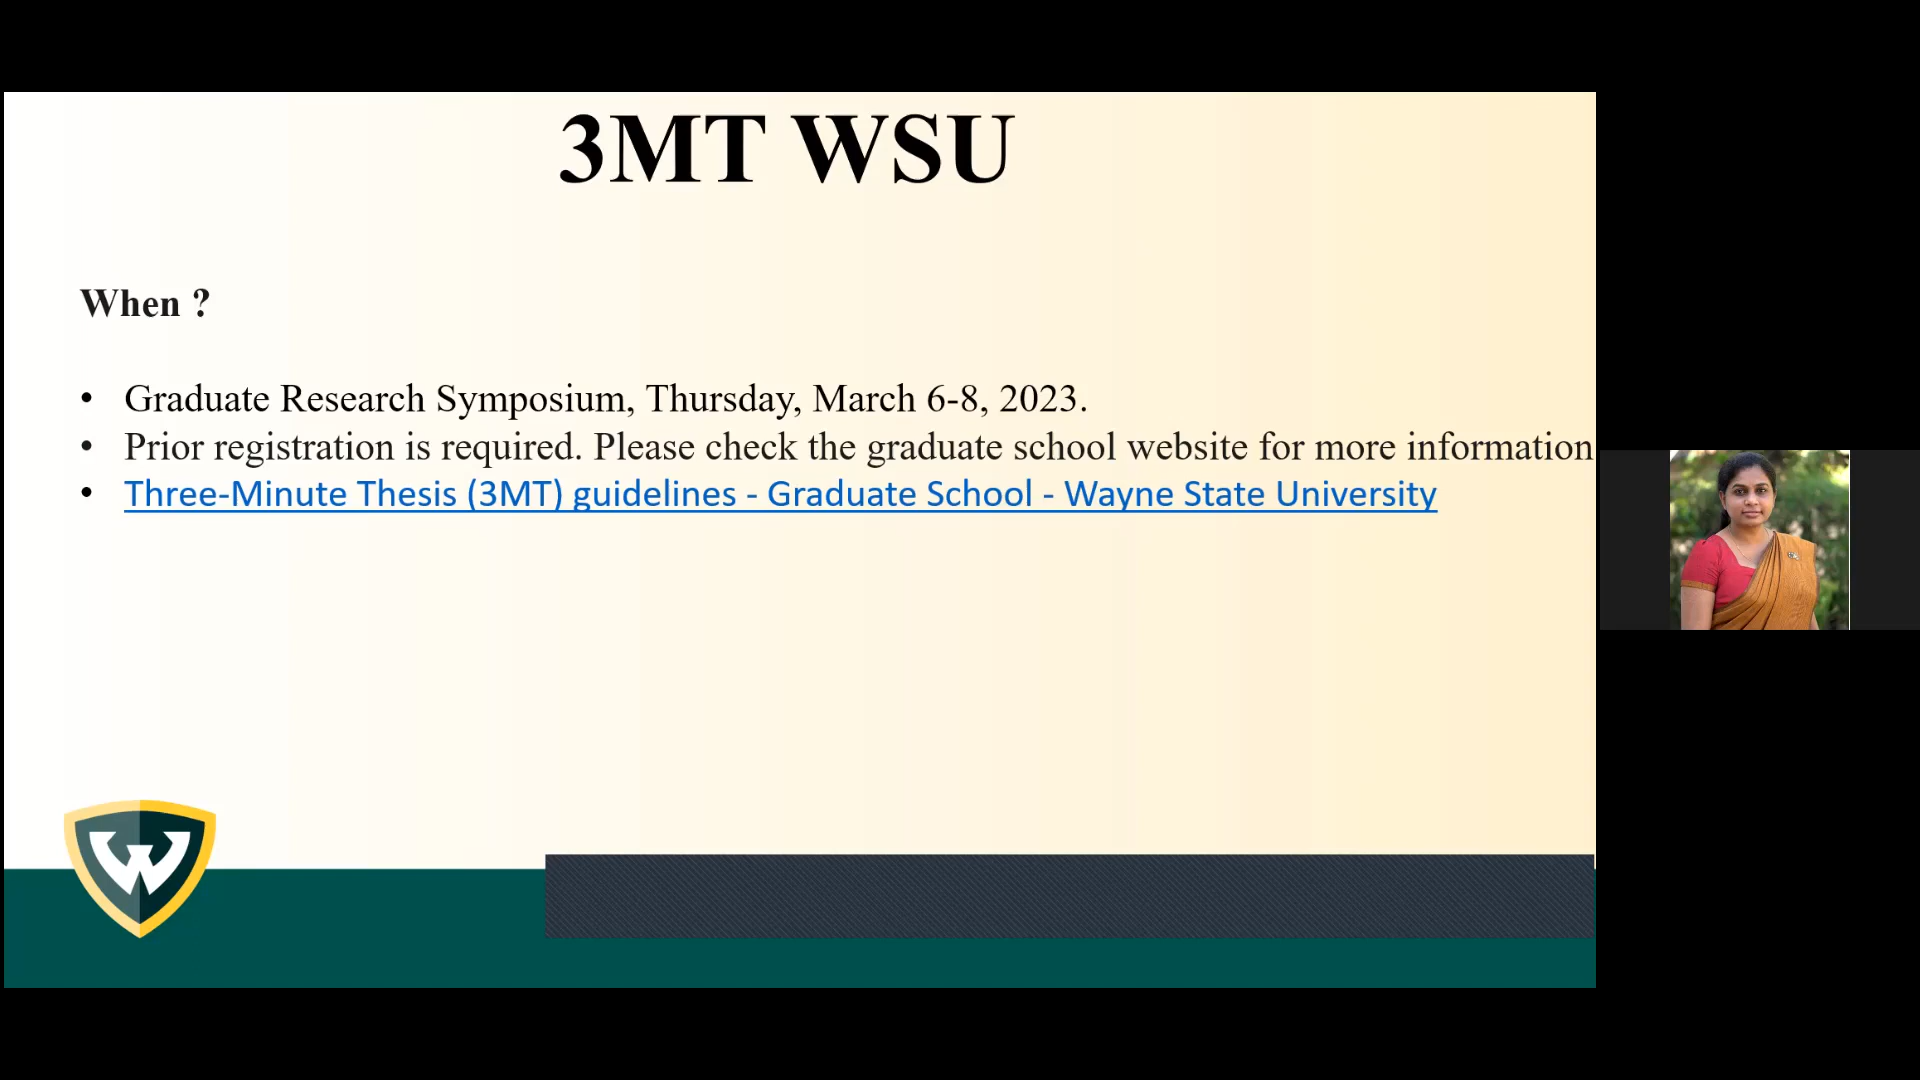 3MT WSU
When ?
• Graduate Research Symposium, Thursday, March 6-8, 2023.
• Prior registration is required. Please check the graduate school website for more information
• Three-Minute Thesis (3MT) guidelines - Graduate School - Wayne State University
W